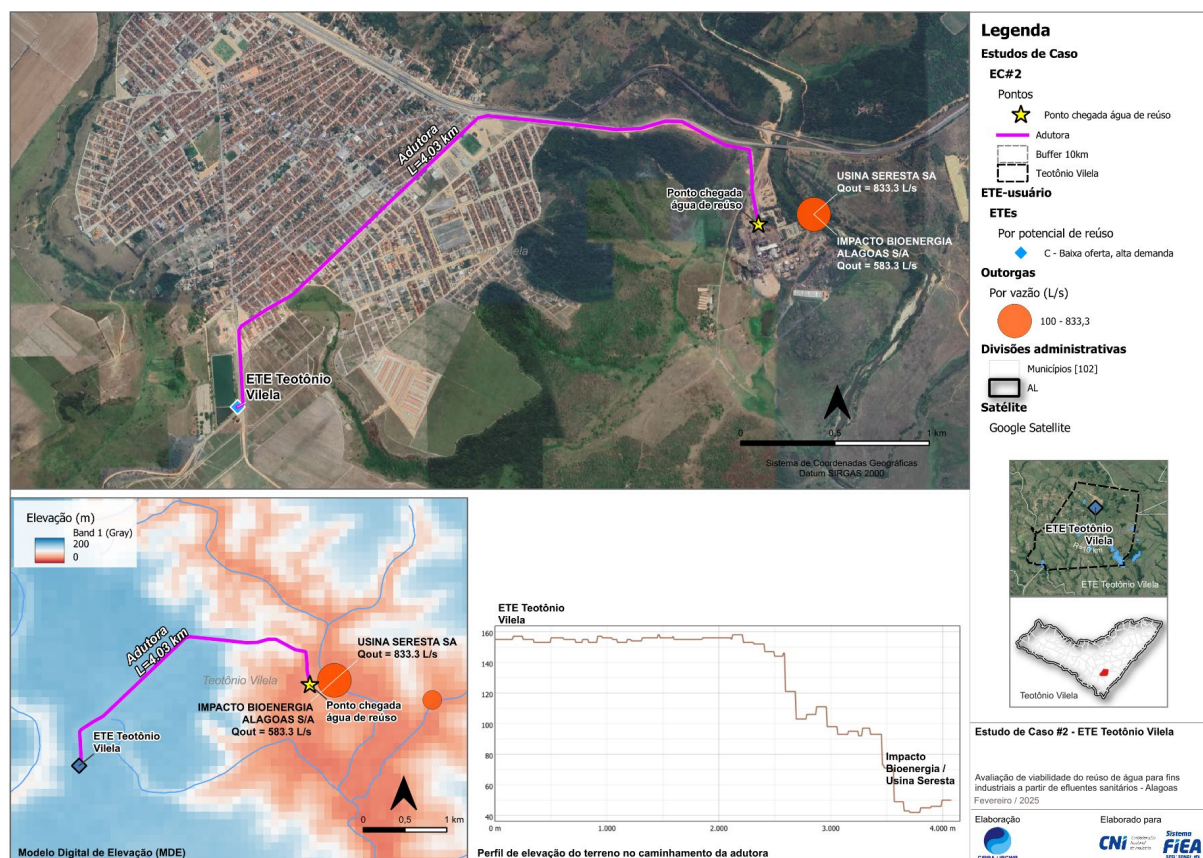 Adutora
L=4.03 km
Ponto chegada
água de reúso
USINA SERESTA SA
Qout = 833.3 L/s
IMPACTO BIOENERGIA
ALAGOAS S/A
Qout = 583.3 L/s
ETE Teotônio
Vilela
0
0.5
1 km
Sistema de Coordenadas Geográficas
Datum SIRGAS 2000
Legenda
Estudos de Caso
EC#2
Pontos
Ponto chegada água de reúso
Adutora
Buffer 10km
Teotônio Vilela
ETE-usuário
ETEs
Por potencial de reúso
C - Baixa oferta, alta demanda
Outorgas
Por vazão (L/s)
100 - 833,3
Divisões administrativas
Municípios [102]
AL
Satélite
Google Satellite
ETE Teotônio
Vilela
ETE Teotônio Vilela
Teotônio Vilela
Elevação (m)
Band 1 (Gray)
200
0
Adutora
L=4.03 km
Teotônio Vilela
USINA SERESTA SA
Qout = 833.3 L/s
IMPACTO BIOENERGIA
ALAGOAS S/A
Qout = 583.3 L/s
Ponto chegada
água de reúso
ETE Teotônio
Vilela
0
0.5
1 km
Modelo Digital de Elevação (MDE)
ETE Teotônio
Vilela
160
140
120
100
80
60
40
Impacto
Bioenergia /
Usina Seresta
0 m
1.000
2.000
3.000
4.000 m
Perfil de elevação do terreno no caminhamento da adutora
Estudo de Caso #2 - ETE Teotônio Vilela
Avaliação de viabilidade do reúso de água para fins
industriais a partir de efluentes sanitários - Alagoas
Fevereiro / 2025
Elaboração
Elaborado para
CNi
Sistema
FiEA